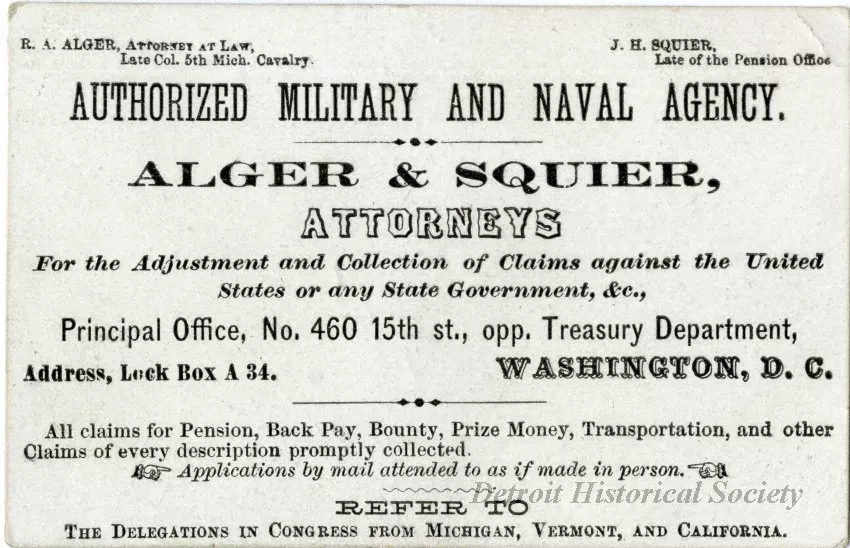 R. A. ALGER, ATTORNEY AT LAW,
Late Col. 5th Mich. Cavalry.
J. H. SQUIER,
Late of the Pension Office
AUTHORIZED MILITARY AND NAVAL AGENCY.
ALGER & SQUIER,
ATTORNEYS
For the Adjustment and Collection of Claims against the United
States or any State Government, &c.,
Principal Office, No. 460 15th st., opp. Treasury Department,
Address, Lock Box A 34. WASHINGTON, D. C.
All claims for Pension, Back Pay, Bounty, Prize Money, Transportation, and other
Claims of every description promptly collected.
Applications by mail attended to as if made in person.
Detroit Historical Society
REFER TO
THE DELEGATIONS IN CONGRESS FROM MICHIGAN, VERMONT, AND CALIFORNIA.